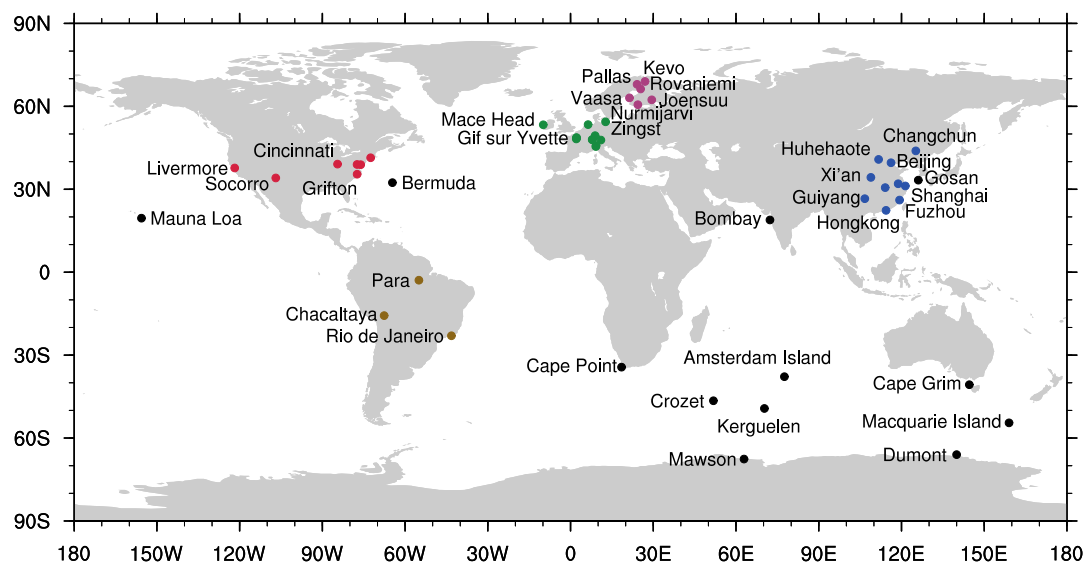 90N
60N
30N
0
30S
60S
90S
Kevo
Pallas
Rovaniemi
Vaasa
Joensuu
Nurmijarvi
Mace Head
Zingst
Gif sur Yvette
Changchun
Cincinnati
Huhehaote
Beijing
Livermore
Xi'an
Gosan
Socorro
Grifton
Bermuda
Guiyang
Shanghai
Mauna Loa
Bombay
Fuzhou
Hongkong
Para
Chacaltaya
Rio de Janeiro
Amsterdam Island
Cape Point
Cape Grim
Crozet
Macquarie Island
Kerguelen
Mawson
Dumont
180 150W 120W 90W 60W 30W 0 30E 60E 90E 120E 150E 180